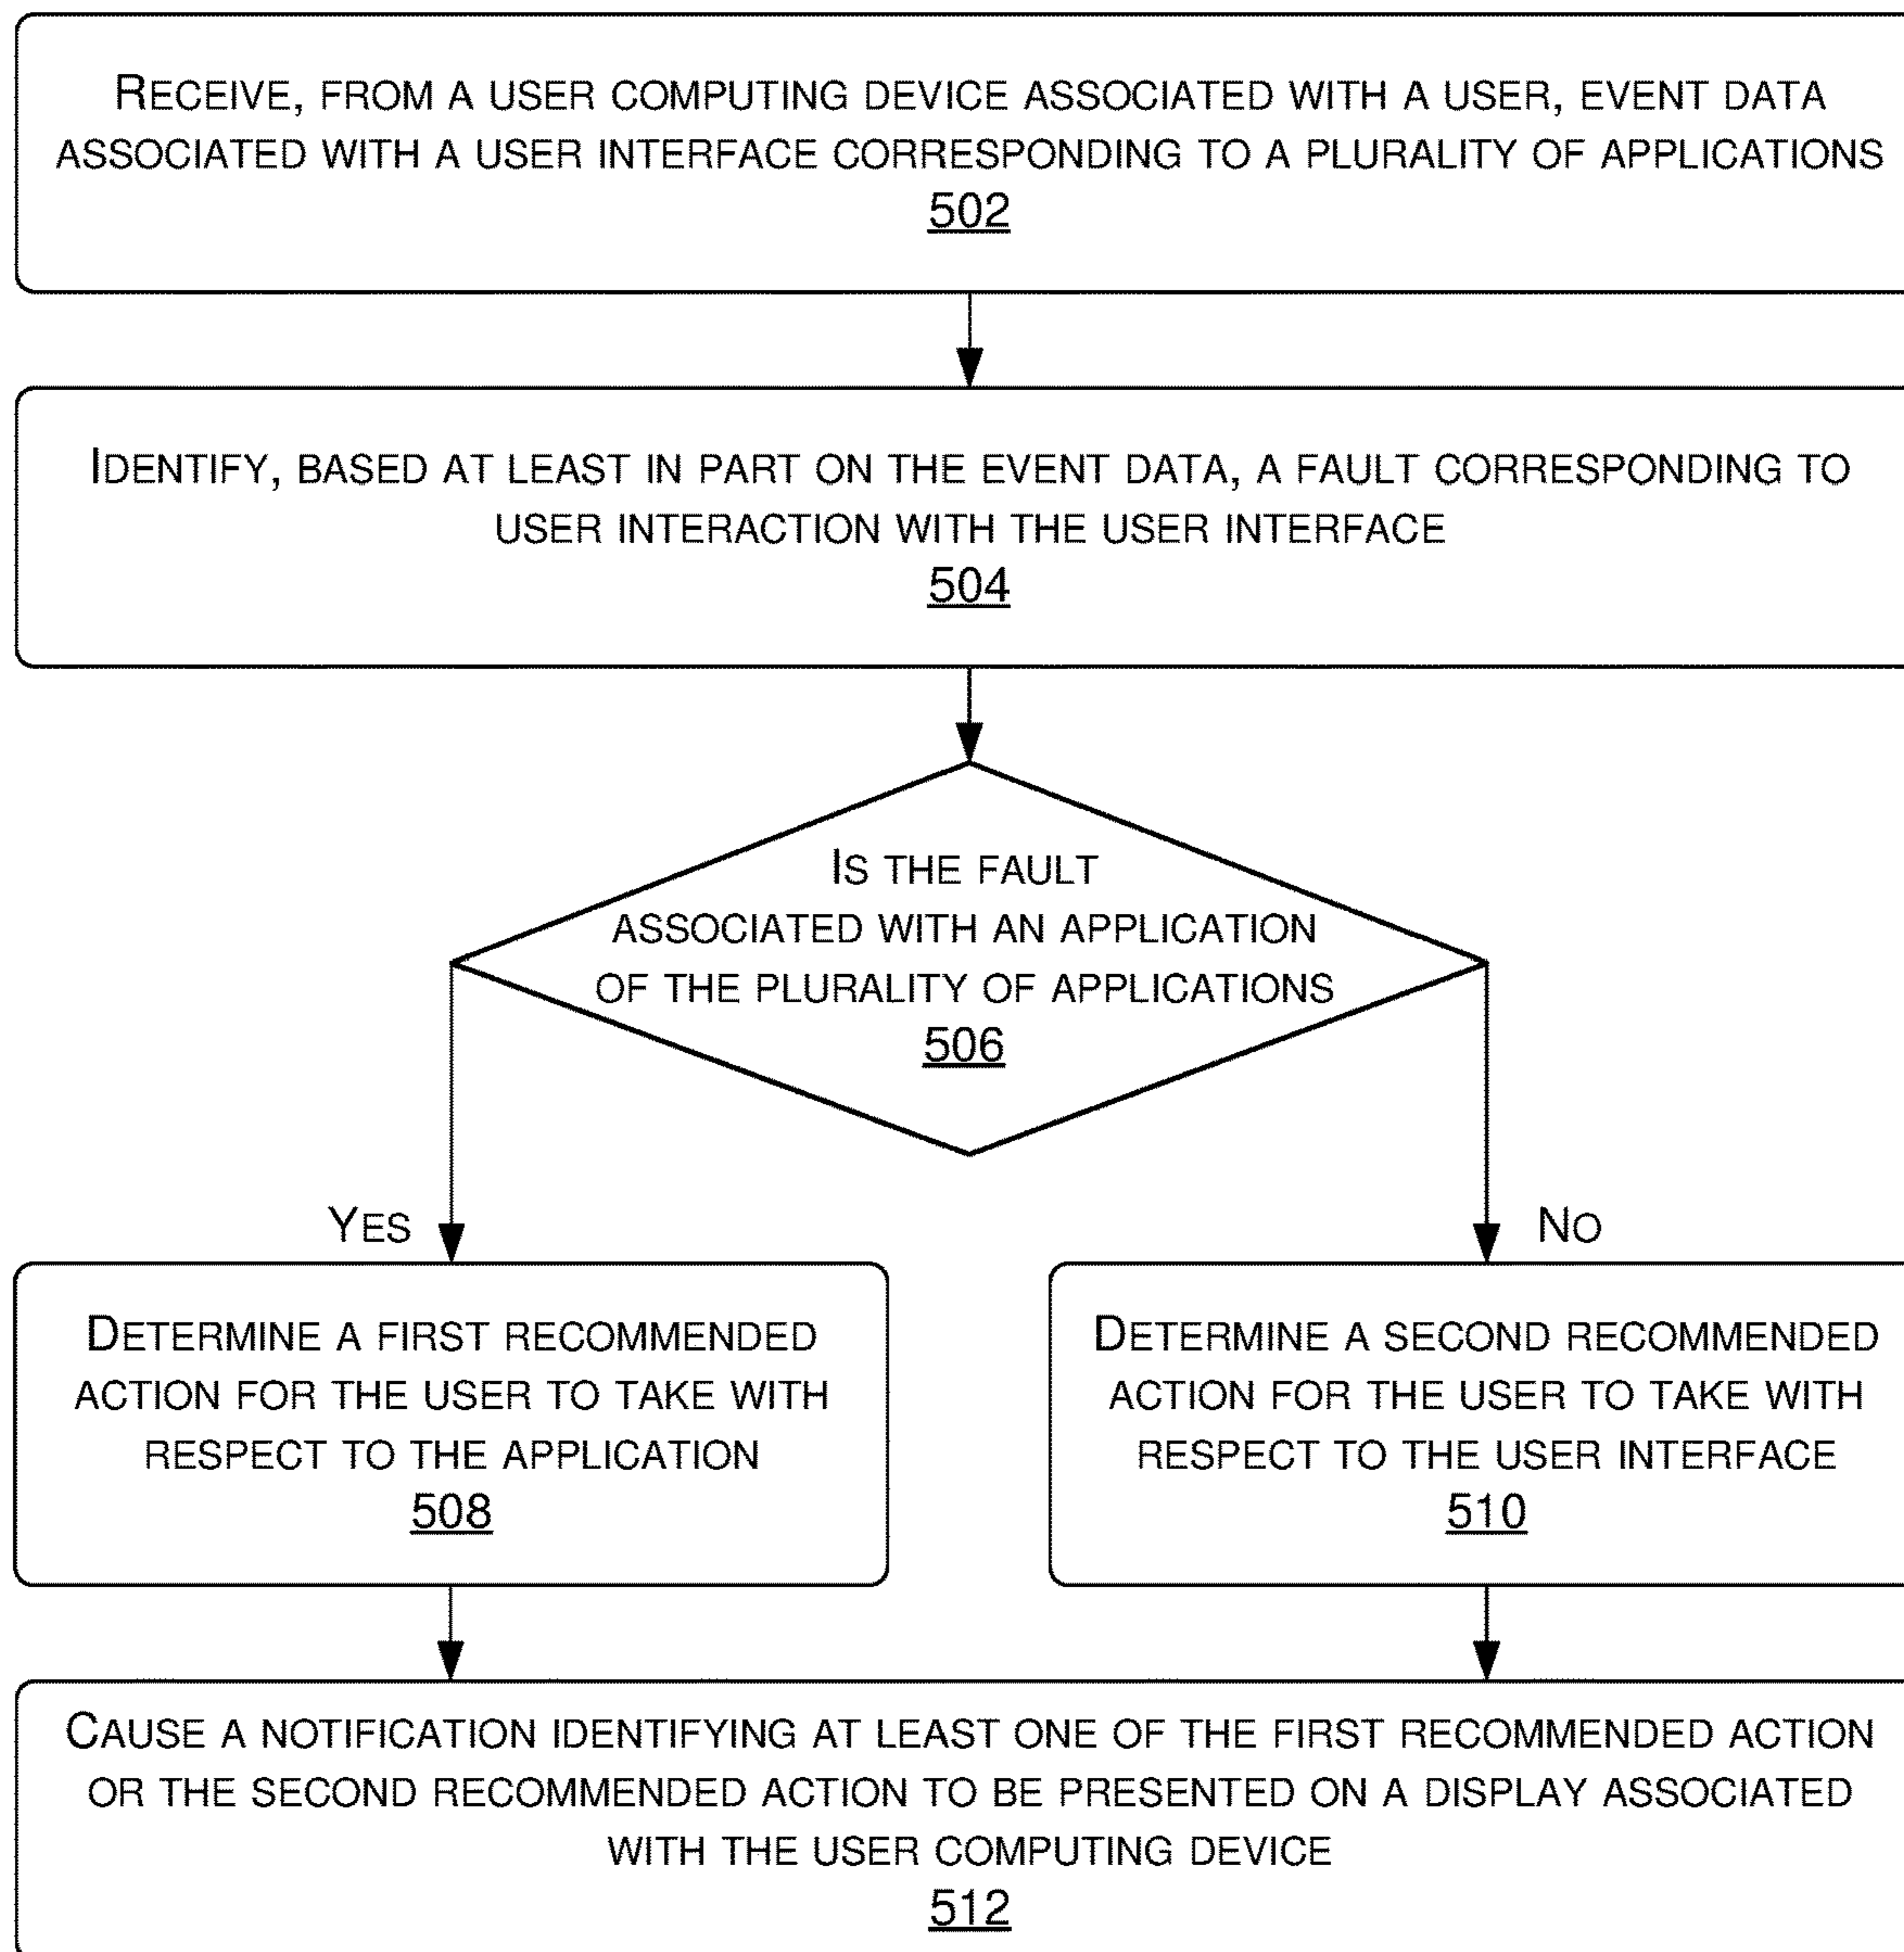 RECEIVE, FROM A USER COMPUTING DEVICE ASSOCIATED WITH A USER, EVENT DATA
ASSOCIATED WITH A USER INTERFACE CORRESPONDING TO A PLURALITY OF APPLICATIONS
502
IDENTIFY, BASED AT LEAST IN PART ON THE EVENT DATA, A FAULT CORRESPONDING TO
USER INTERACTION WITH THE USER INTERFACE
504
IS THE FAULT
ASSOCIATED WITH AN APPLICATION
OF THE PLURALITY OF APPLICATIONS
506
YES
NO
DETERMINE A FIRST RECOMMENDED
ACTION FOR THE USER TO TAKE WITH
RESPECT TO THE APPLICATION
508
DETERMINE A SECOND RECOMMENDED
ACTION FOR THE USER TO TAKE WITH
RESPECT TO THE USER INTERFACE
510
CAUSE A NOTIFICATION IDENTIFYING AT LEAST ONE OF THE FIRST RECOMMENDED ACTION
OR THE SECOND RECOMMENDED ACTION TO BE PRESENTED ON A DISPLAY ASSOCIATED
WITH THE USER COMPUTING DEVICE
512